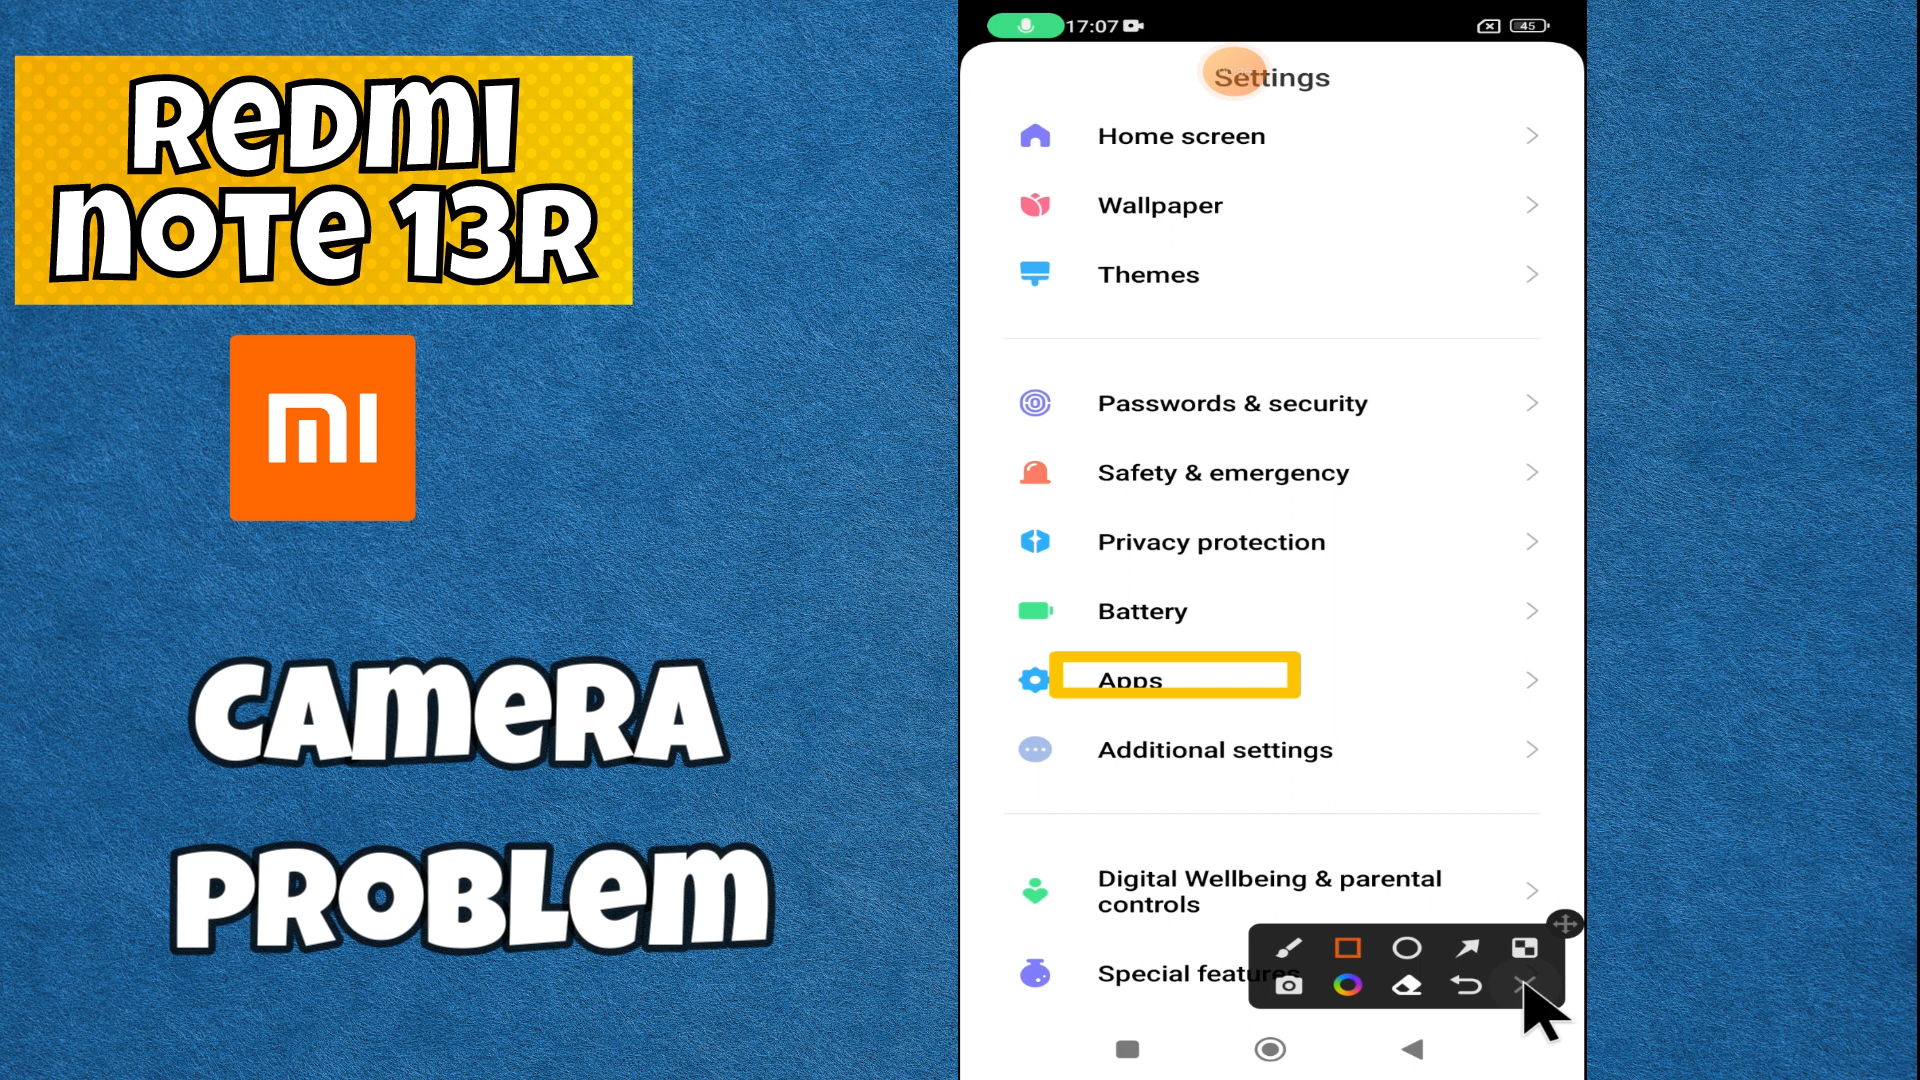 Redmi
Note 13R
mi
Camera
Problem
17:07
45
Settings
Home screen
Wallpaper
Themes
Passwords & security
Safety & emergency
Privacy protection
Battery
Apps
Additional settings
Digital Wellbeing & parental
controls
Special features